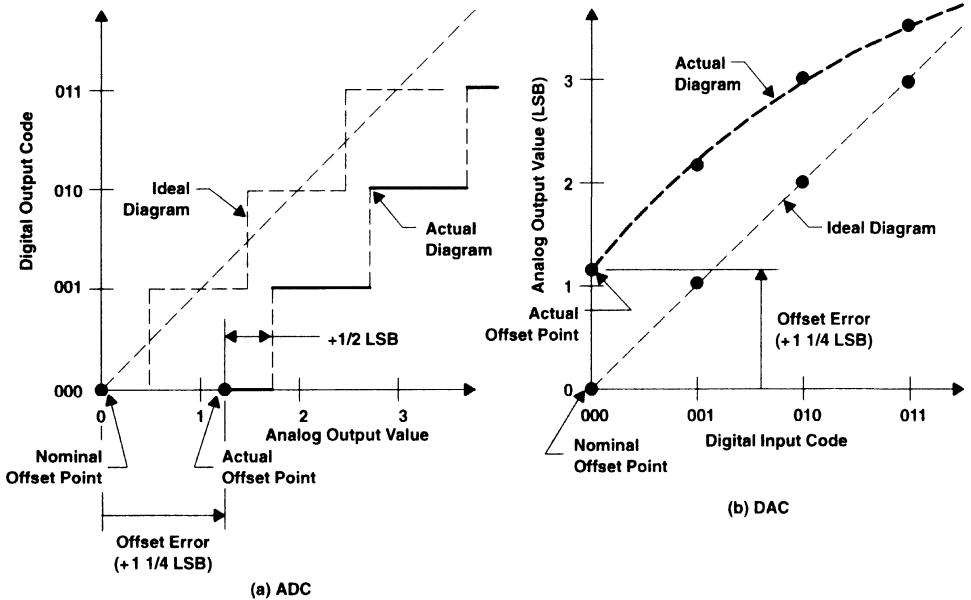 Digital Output Code
011
010
001
000
Ideal
Diagram
Actual
Diagram
+1/2 LSB
0
1
2
3
Analog Output Value
Nominal
Offset Point
Actual
Offset Point
Offset Error
(+1 1/4 LSB)
(a) ADC
Analog Output Value (LSB)
3
2
1
0
Actual
Diagram
Ideal Diagram
Actual
Offset Point
Offset Error
(+1 1/4 LSB)
000
001
010
011
Digital Input Code
Nominal
Offset Point
(b) DAC